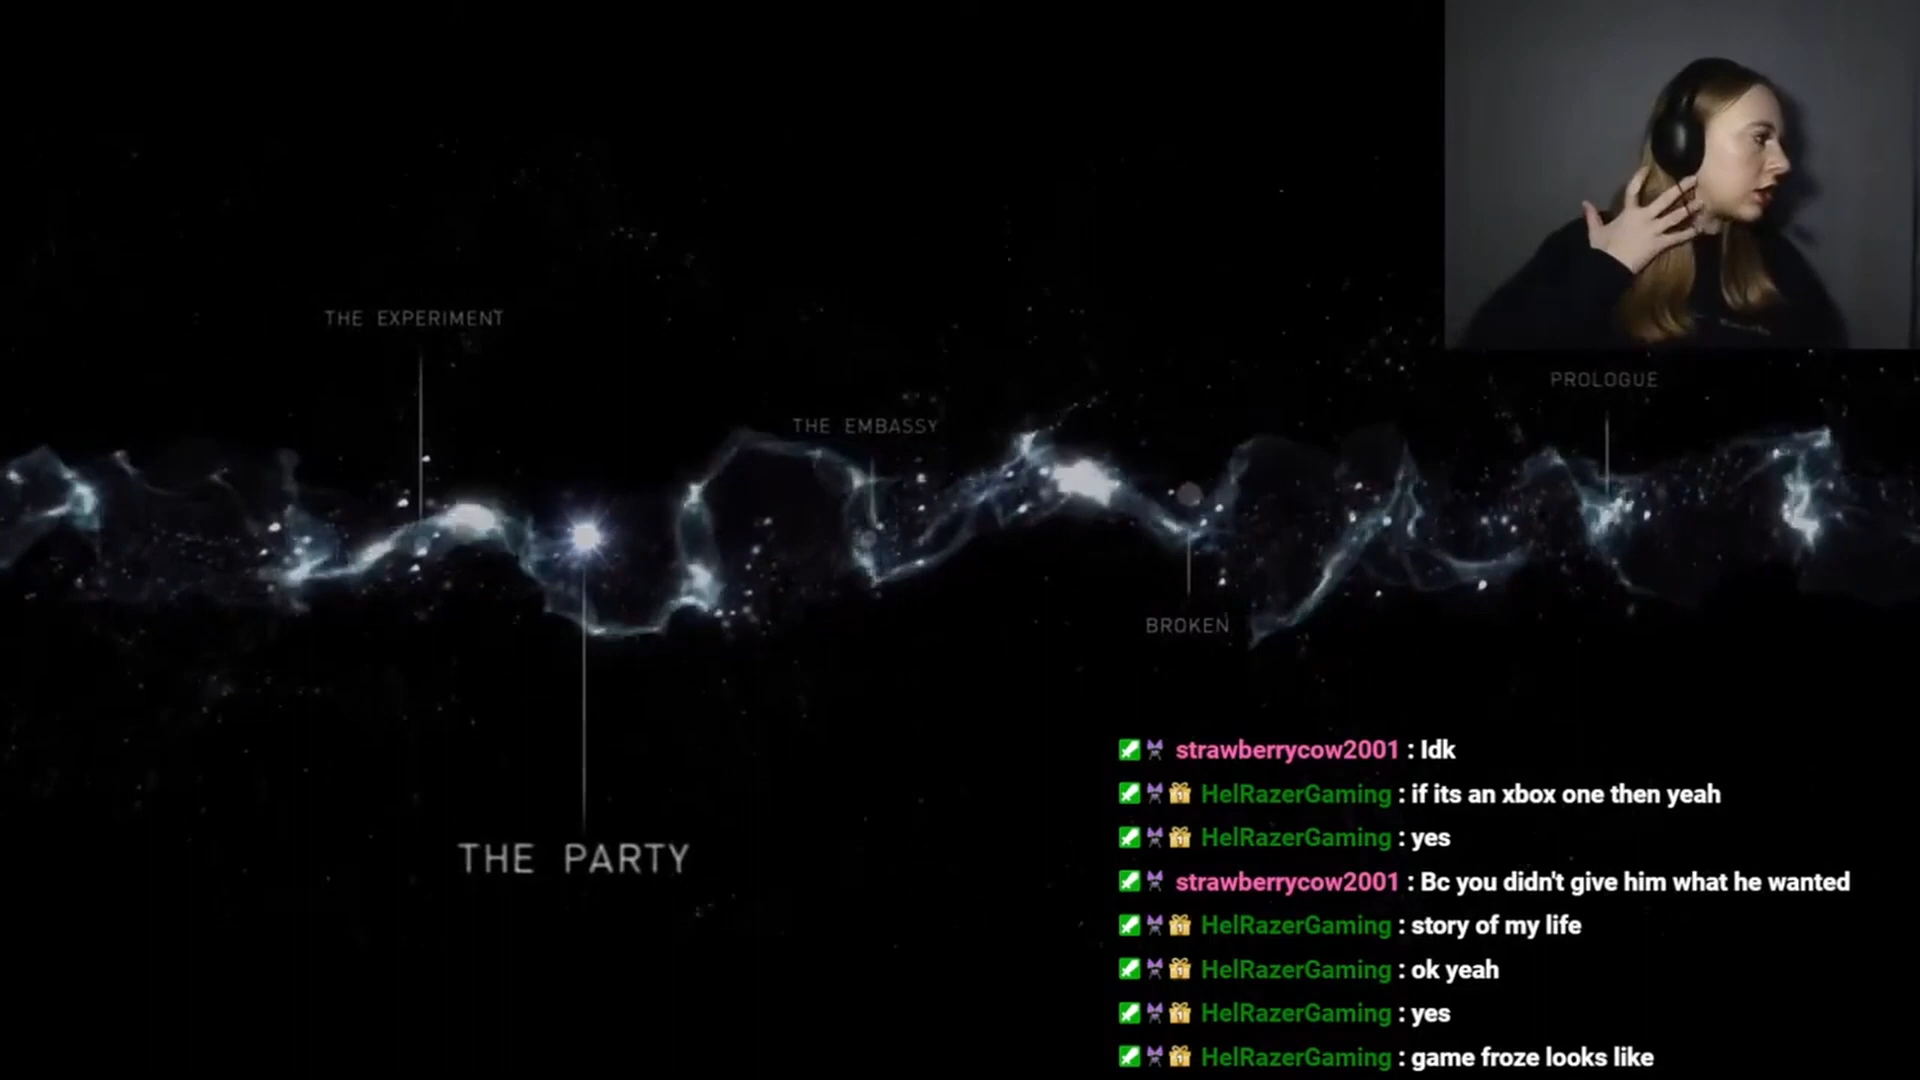 THE EXPERIMENT
PROLOGUE
THE EMBASSY
BROKEN
THE PARTY
strawberrycow2001 : Idk
HelRazerGaming : if its an xbox one then yeah
HelRazerGaming : yes
strawberrycow2001 : Bc you didn't give him what he wanted
HelRazerGaming : story of my life
HelRazerGaming : ok yeah
HelRazerGaming : yes
HelRazerGaming : game froze looks like